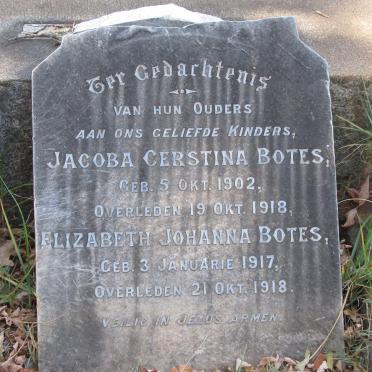 Ter Gedachtenis
VAN HUN OUDERS
AAN ONS GELIEFDE KINDERS,
JACOBA GERSTINA BOTES,
GEB. 5 OKT. 1902,
OVERLEDEN 19 OKT. 1918,
ELIZABETH JOHANNA BOTES,
GEB. 3 JANUARIE 1917,
OVERLEDEN 21 OKT. 1918.
VEILIG IN JEZUS ARMEN.